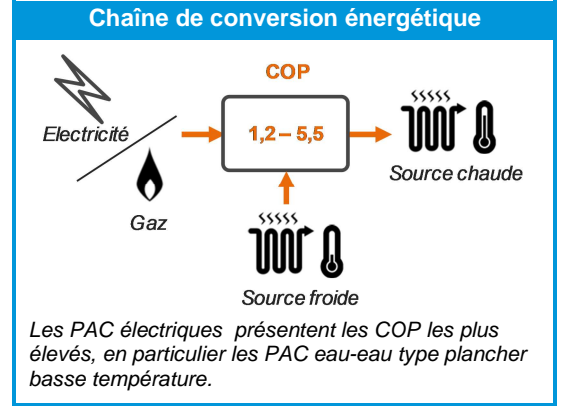 Chaîne de conversion énergétique
COP
Electricité
1,2 – 5,5
Source chaude
Gaz
Source froide
Les PAC électriques présentent les COP les plus
élevés, en particulier les PAC eau-eau type plancher
basse température.